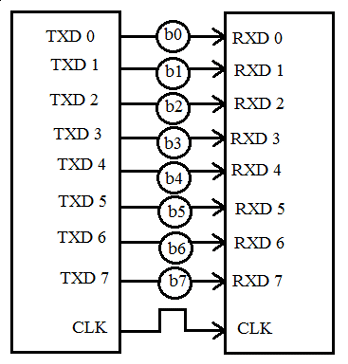 TXD 0 b0 RXD 0
TXD 1 b1 RXD 1
TXD 2 b2 RXD 2
TXD 3 b3 RXD 3
TXD 4 b4 RXD 4
TXD 5 b5 RXD 5
TXD 6 b6 RXD 6
TXD 7 b7 RXD 7
CLK CLK